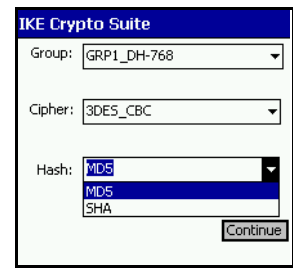 IKE Crypto Suite
Group: GRP1_DH-768
Cipher: 3DES_CBC
Hash: MD5
MD5
SHA
Continue